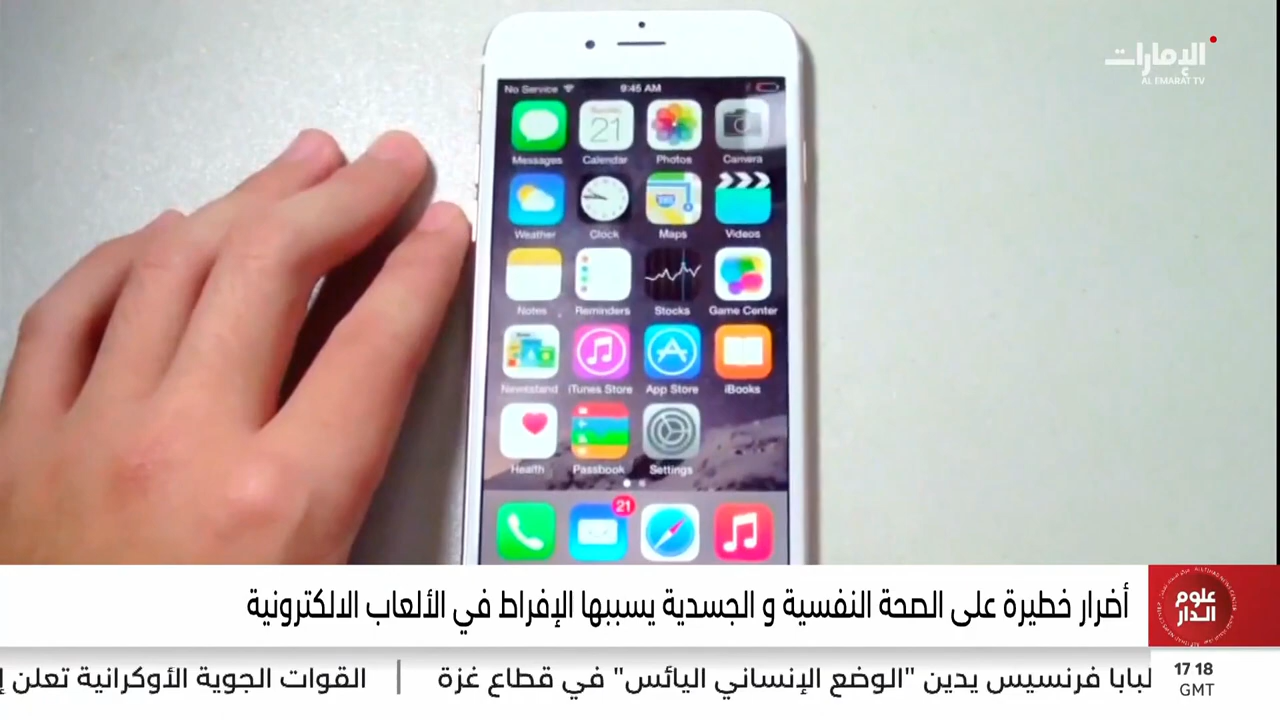 الإمارات
AL EMARAT TV
No Service 9:45 AM
21
Messages Calendar Photos Camera
Weather Clock Maps Videos
Notes Reminders Stocks Game Center
Newsstand iTunes Store App Store iBooks
Health Passbook Settings
21
علوم
الدار
أضرار خطيرة على الصحة النفسية و الجسدية يسببها الإفراط في الألعاب الالكترونية
17 18
GMT
لبابا فرنسيس يدين "الوضع الإنساني اليائس" في قطاع غزة | القوات الجوية الأوكرانية تعلن إ